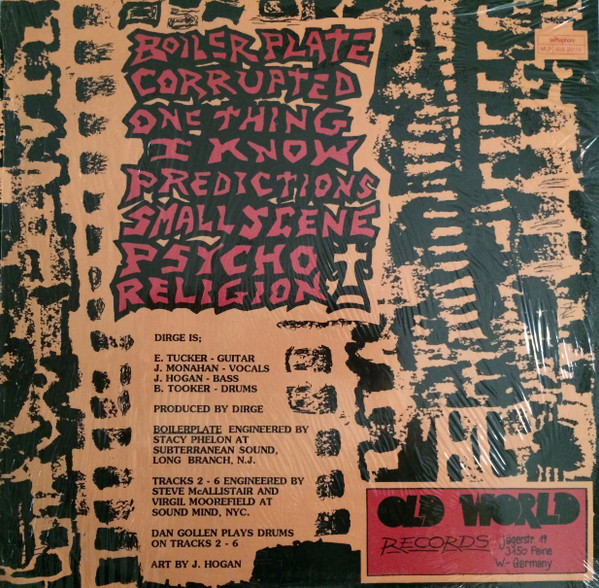 BOILER PLATE
CORRUPTED
ONE THING
I KNOW
PREDICTIONS
SMALL SCENE
PSYCHO
RELIGION
DIRGE IS;
E. TUCKER - GUITAR
J. MONAHAN - VOCALS
J. HOGAN - BASS
B. TOOKER - DRUMS
PRODUCED BY DIRGE
BOILERPLATE ENGINEERED BY
STACY PHELON AT
SUBTERRANEAN SOUND,
LONG BRANCH, N.J.
TRACKS 2 - 6 ENGINEERED BY
STEVE McALLISTAIR AND
VIRGIL MOOREFIELD AT
SOUND MIND, NYC.
DAN GOLLEN PLAYS DRUMS
ON TRACKS 2 - 6
ART BY J. HOGAN
OLD WORLD
RECORDS
Jägerstr. 11
3150 Peine
W.-Germany